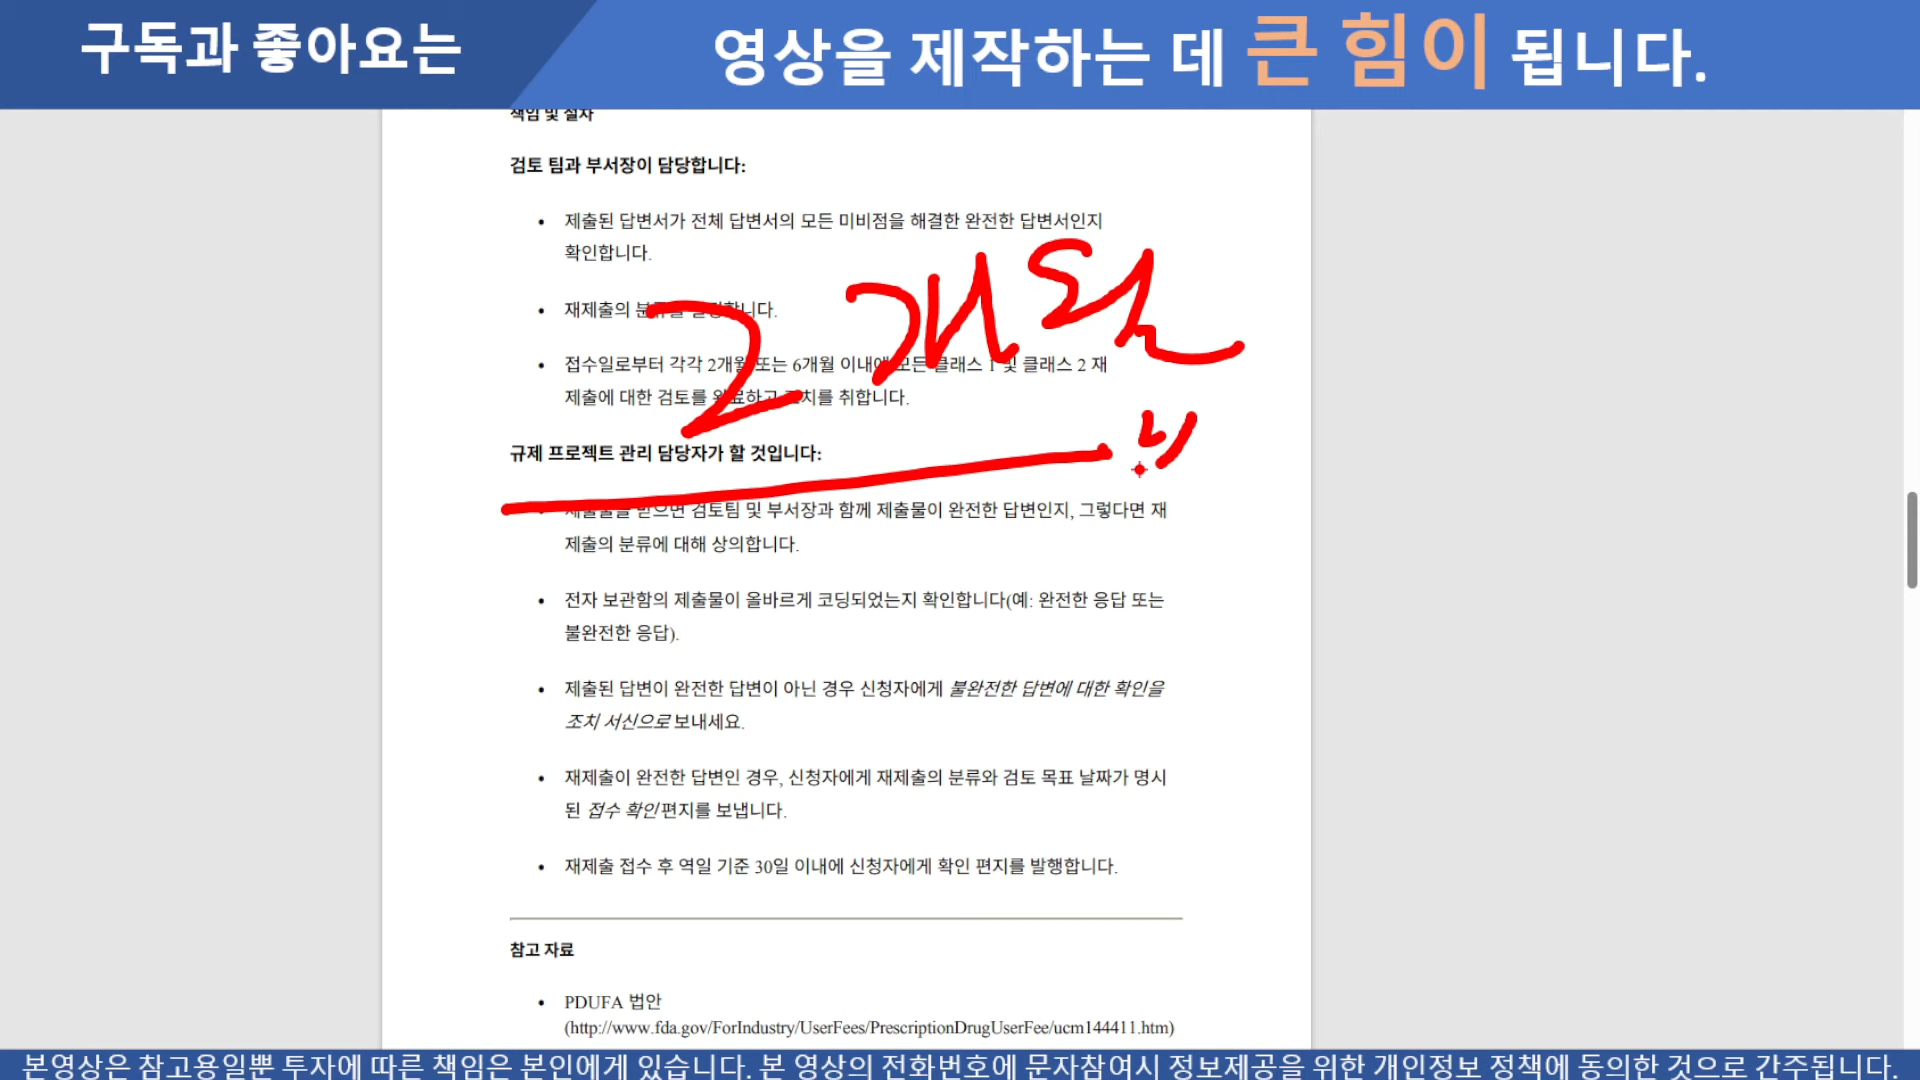 구독과 좋아요는 영상을 제작하는 데 큰 힘이 됩니다.
책임 및 절차
검토 팀과 부서장이 담당합니다:
• 제출된 답변서가 전체 답변서의 모든 미비점을 해결한 완전한 답변서인지
확인합니다.
• 재제출의 분류를 결정합니다.
2개월
• 접수일로부터 각각 2개월 또는 6개월 이내에 모든 클래스 1 및 클래스 2 재
제출에 대한 검토를 완료하고 조치를 취합니다.
규제 프로젝트 관리 담당자가 할 것입니다:
• 제출물을 받으면 검토팀 및 부서장과 함께 제출물이 완전한 답변인지, 그렇다면 재
제출의 분류에 대해 상의합니다.
• 전자 보관함의 제출물이 올바르게 코딩되었는지 확인합니다(예: 완전한 응답 또는
불완전한 응답).
• 제출된 답변이 완전한 답변이 아닌 경우 신청자에게 불완전한 답변에 대한 확인을
조치 서신으로 보내세요.
• 재제출이 완전한 답변인 경우, 신청자에게 재제출의 분류와 검토 목표 날짜가 명시
된 접수 확인 편지를 보냅니다.
• 재제출 접수 후 역일 기준 30일 이내에 신청자에게 확인 편지를 발행합니다.
참고 자료
• PDUFA 법안
(http://www.fda.gov/ForIndustry/UserFees/PrescriptionDrugUserFee/ucm144411.htm)
본영상은 참고용일뿐 투자에 따른 책임은 본인에게 있습니다. 본 영상의 전화번호에 문자참여시 정보제공을 위한 개인정보 정책에 동의한 것으로 간주됩니다.